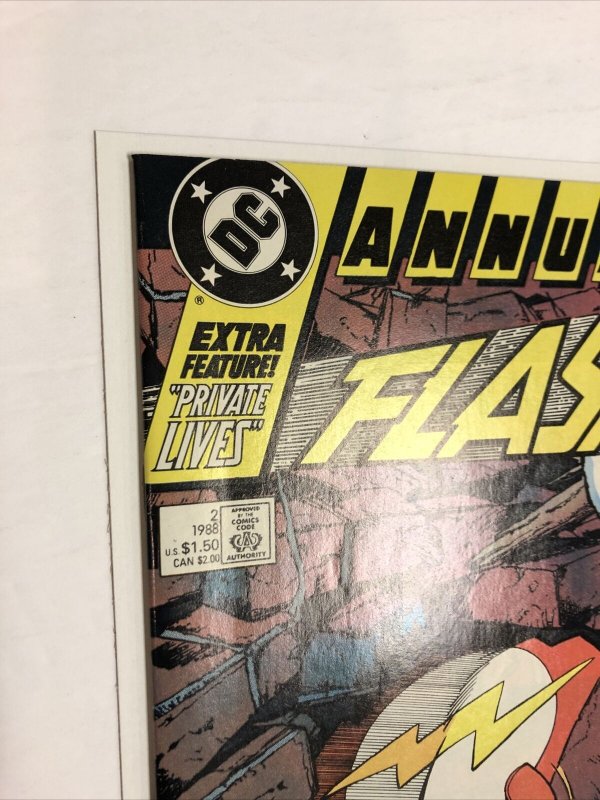 DC
ANNU
®
EXTRA
FEATURE!
"PRIVATE
LIVES"
FLAS
2
1988
U.S. $1.50
CAN $2.00
APPROVED
BY THE
COMICS
CODE
CAS
AUTHORITY